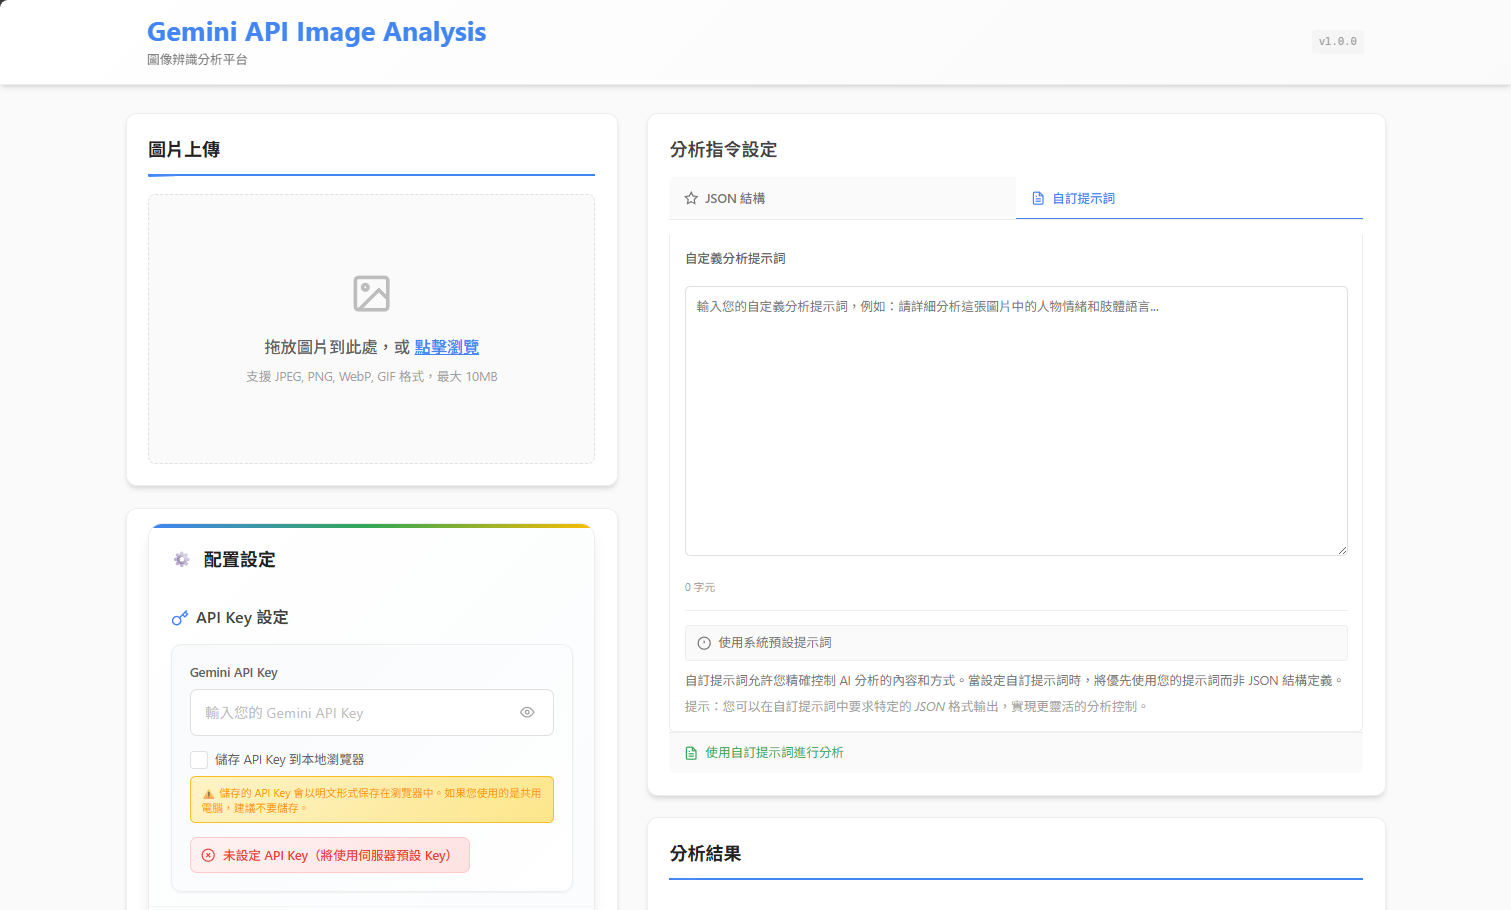 Gemini API Image Analysis
圖像辨識分析平台
v1.0.0
圖片上傳
拖放圖片到此處，或 點擊瀏覽
支援 JPEG, PNG, WebP, GIF 格式，最大 10MB
配置設定
API Key 設定
Gemini API Key
輸入您的 Gemini API Key
儲存 API Key 到本地瀏覽器
儲存的 API Key 會以明文形式保存在瀏覽器中。如果您使用的是共用
電腦，建議不要儲存。
未設定 API Key（將使用伺服器預設 Key）
分析指令設定
JSON 結構
自訂提示詞
自定義分析提示詞
輸入您的自定義分析提示詞，例如：請詳細分析這張圖片中的人物情緒和肢體語言...
0 字元
使用系統預設提示詞
自訂提示詞允許您精確控制 AI 分析的內容和方式。當設定自訂提示詞時，將優先使用您的提示詞而非 JSON 結構定義。
提示：您可以在自訂提示詞中要求特定的 JSON 格式輸出，實現更靈活的分析控制。
使用自訂提示詞進行分析
分析結果